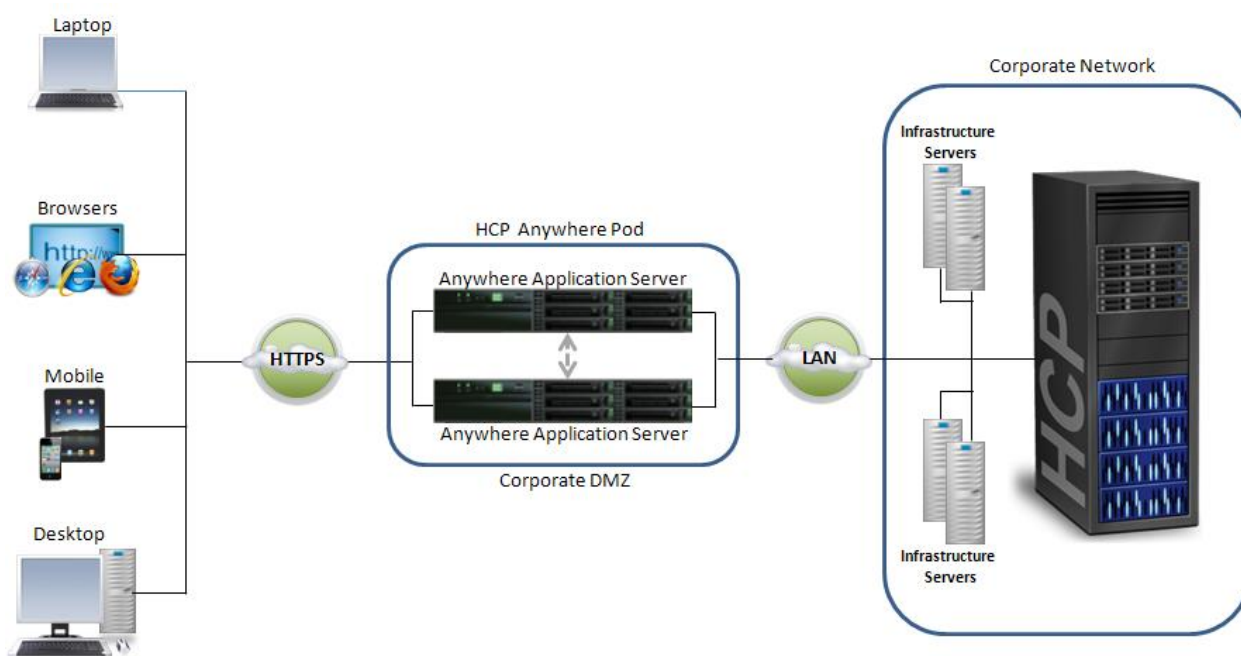 Laptop
Browsers
http://w
Mobile
Desktop
HTTPS
HCP Anywhere Pod
Anywhere Application Server
Anywhere Application Server
Corporate DMZ
LAN
Corporate Network
Infrastructure
Servers
HCP
Infrastructure
Servers